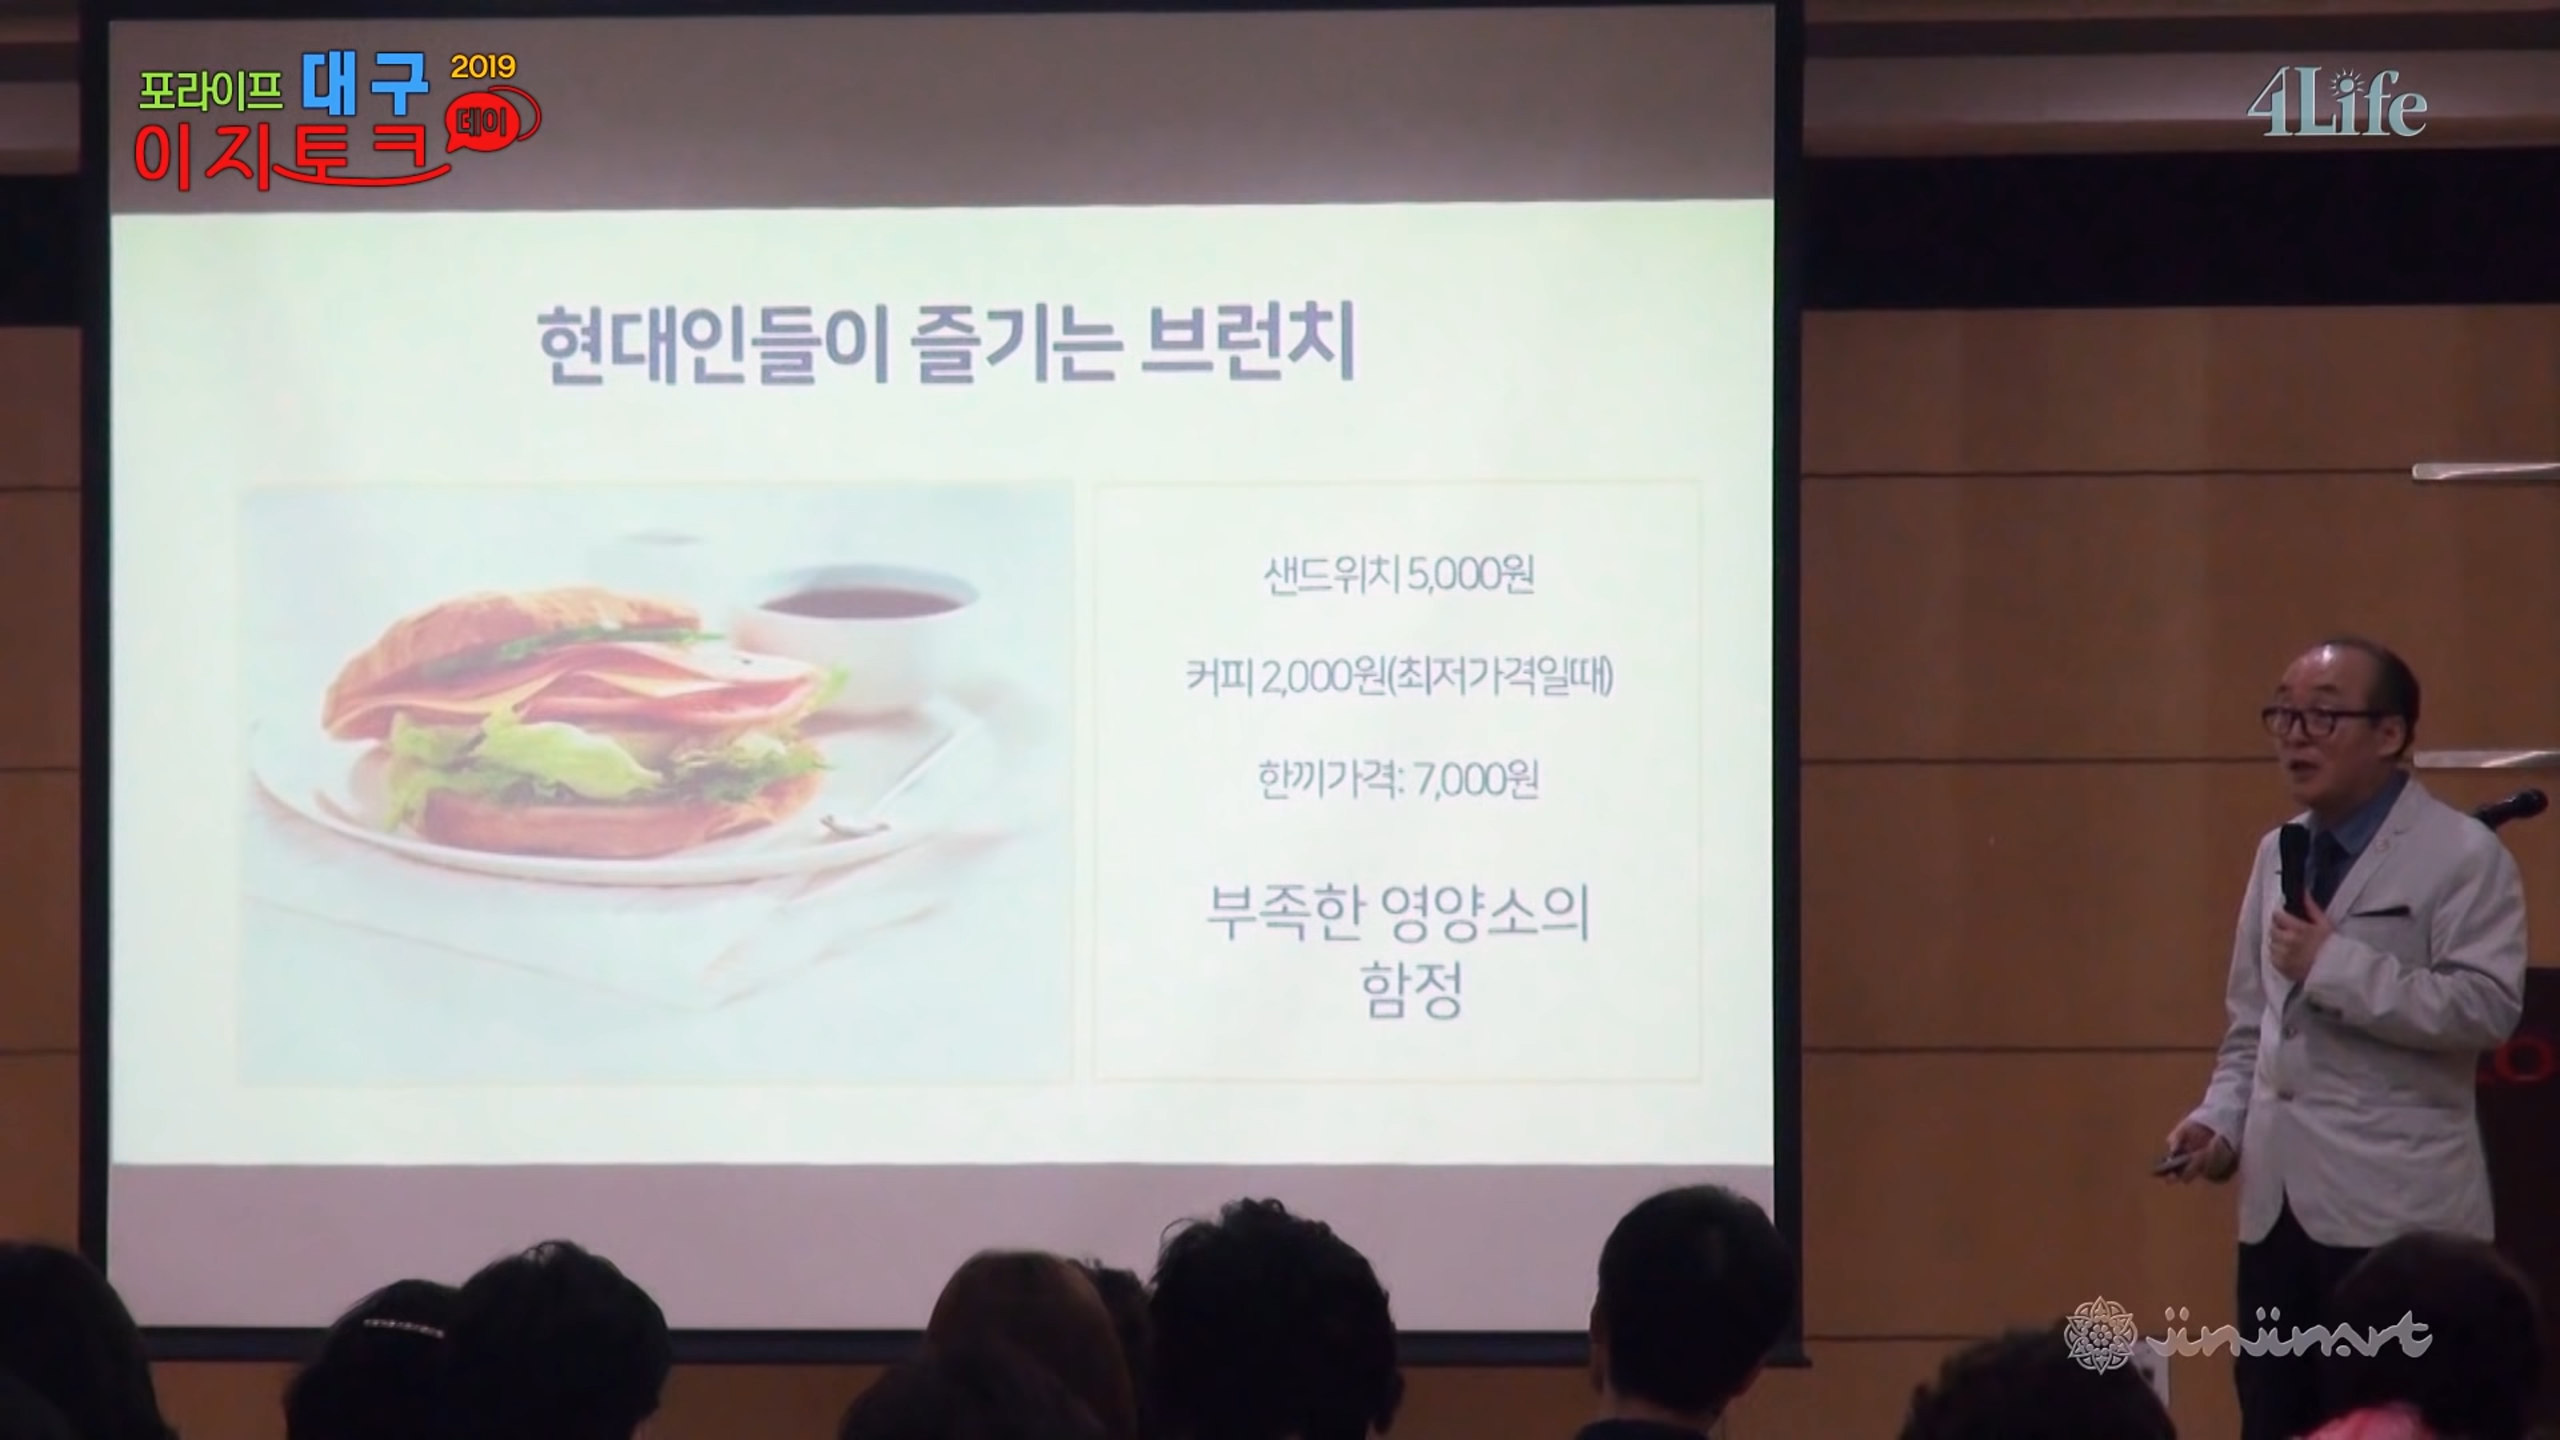 포라이프 대구 2019
이지토크 데이
4Life
현대인들이 즐기는 브런치
샌드위치 5,000원
커피 2,000원(최저가격일때)
한끼가격: 7,000원
부족한 영양소의
함정
jinjinart